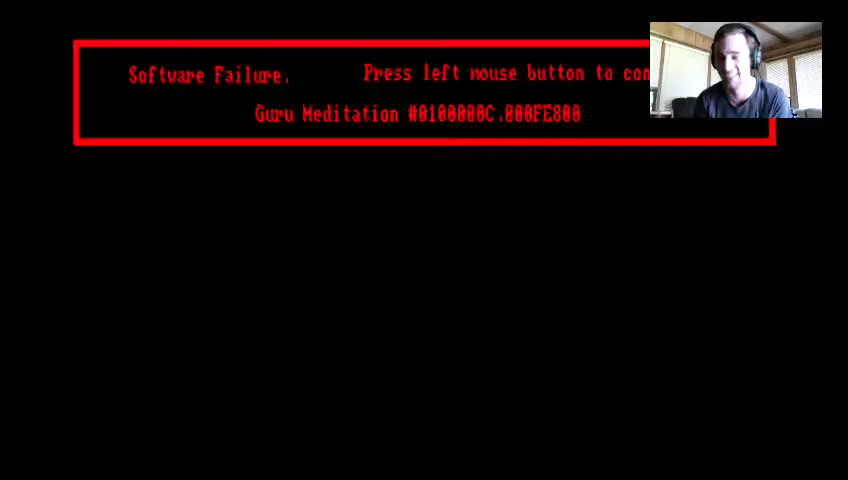 Software Failure. Press left mouse button to con
Guru Meditation #0100000C.000FE800